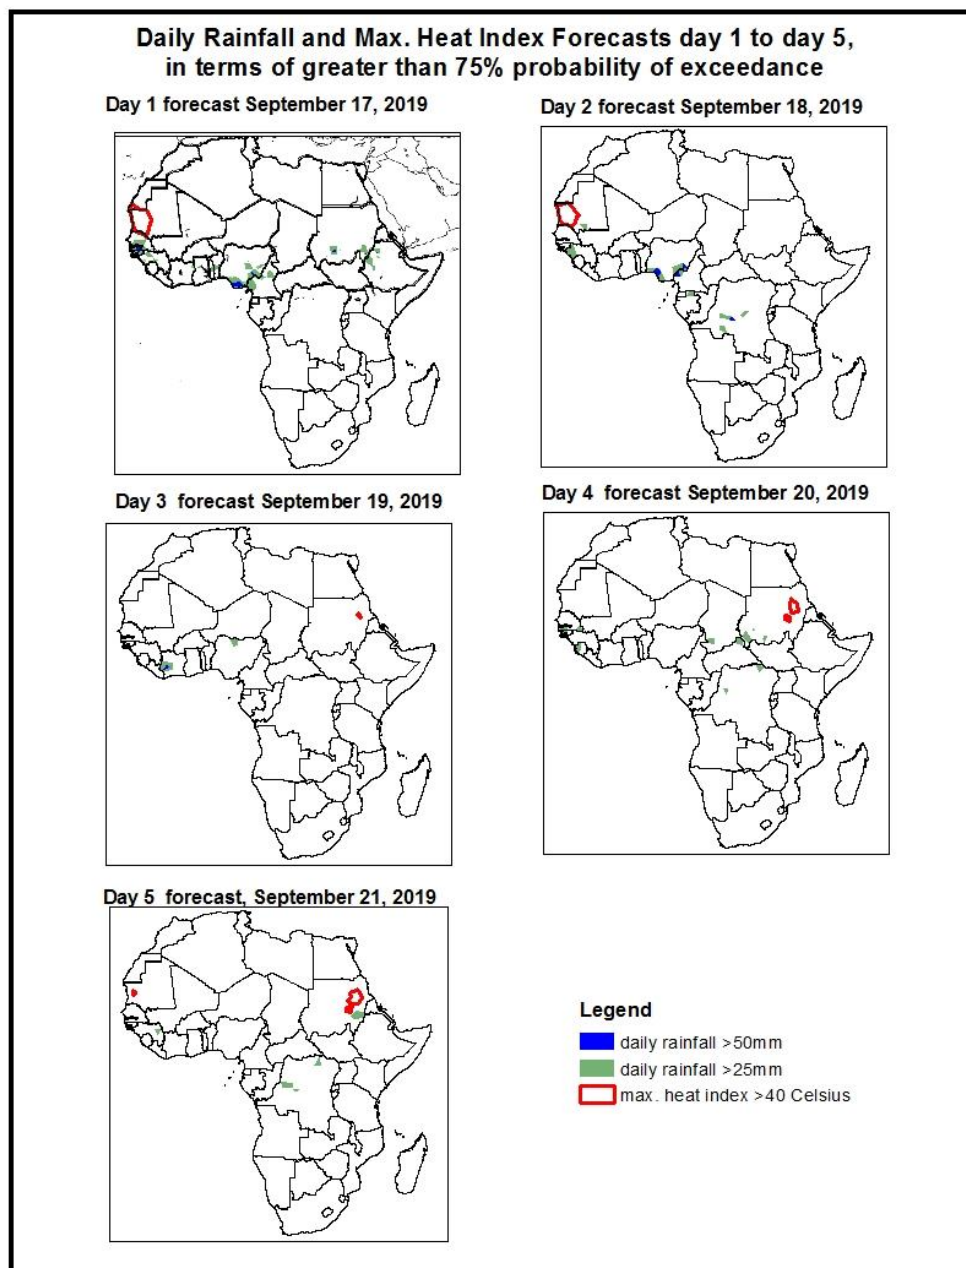 Daily Rainfall and Max. Heat Index Forecasts day 1 to day 5,
in terms of greater than 75% probability of exceedance
Day 1 forecast September 17, 2019
Day 2 forecast September 18, 2019
Day 3 forecast September 19, 2019
Day 4 forecast September 20, 2019
Day 5 forecast, September 21, 2019
Legend
daily rainfall >50mm
daily rainfall >25mm
max. heat index >40 Celsius